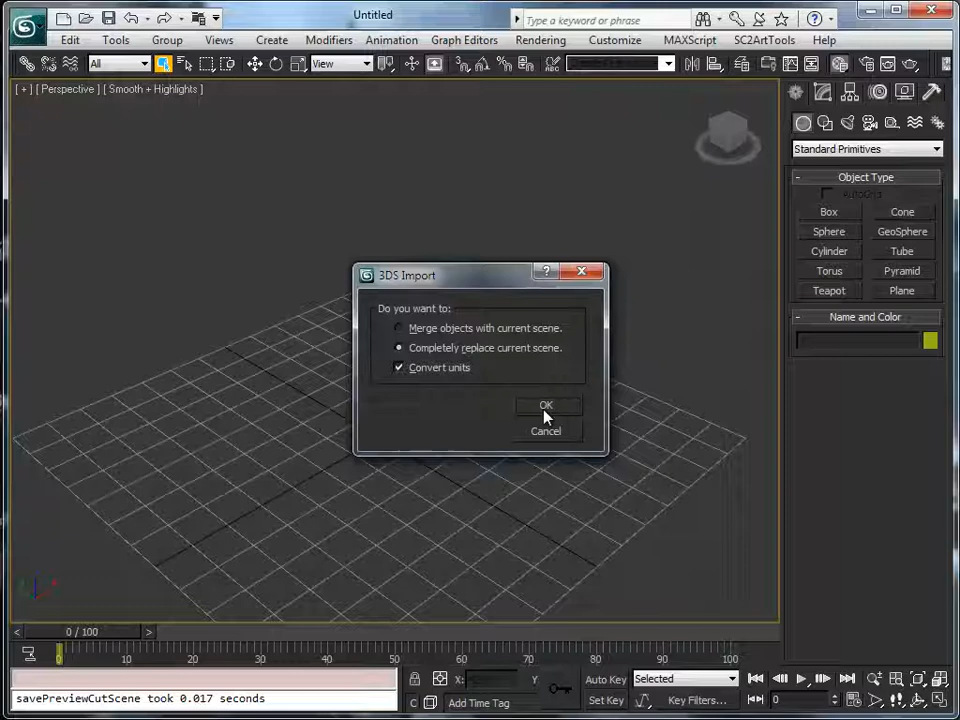 Untitled
Type a keyword or phrase
Edit Tools Group Views Create Modifiers Animation Graph Editors Rendering Customize MAXScript SC2ArtTools Help
All View
[ + ] [ Perspective ] [ Smooth + Highlights ]
Standard Primitives
Object Type
AutoGrid
Box Cone
Sphere GeoSphere
Cylinder Tube
Torus Pyramid
Teapot Plane
Name and Color
3DS Import
Do you want to:
Merge objects with current scene.
Completely replace current scene.
Convert units
OK
Cancel
< 0 / 100 >
0 10 20 30 40 50 60 70 80 90 100
X: Y Auto Key Selected
savePreviewCutScene took 0.017 seconds
C Add Time Tag Set Key Key Filters... 0